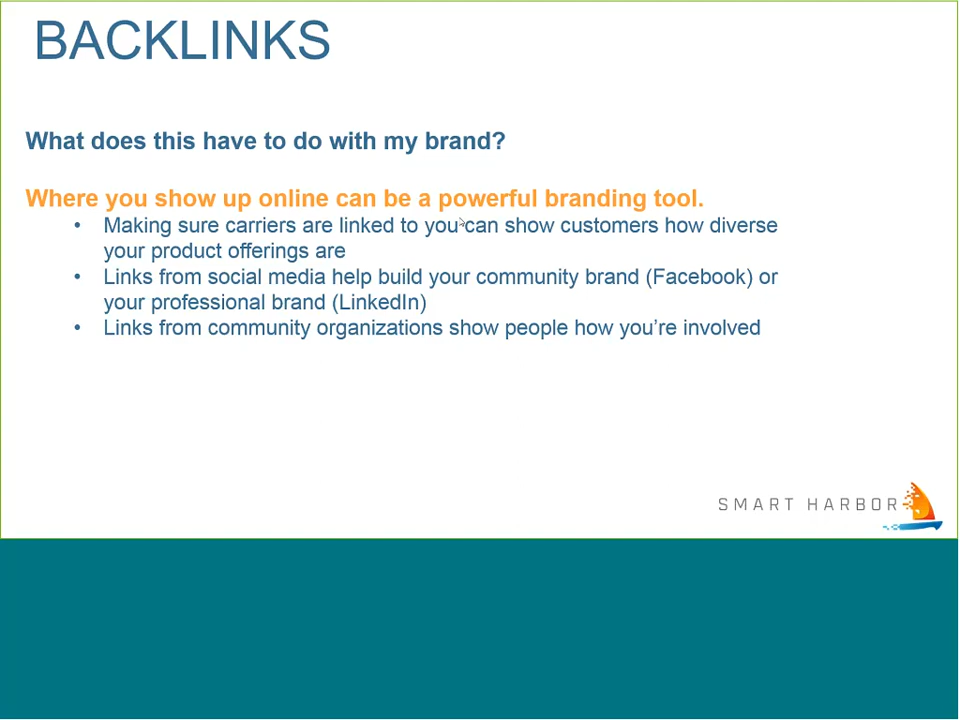 BACKLINKS
What does this have to do with my brand?
Where you show up online can be a powerful branding tool.
• Making sure carriers are linked to you can show customers how diverse
your product offerings are
• Links from social media help build your community brand (Facebook) or
your professional brand (LinkedIn)
• Links from community organizations show people how you’re involved
SMART HARBOR